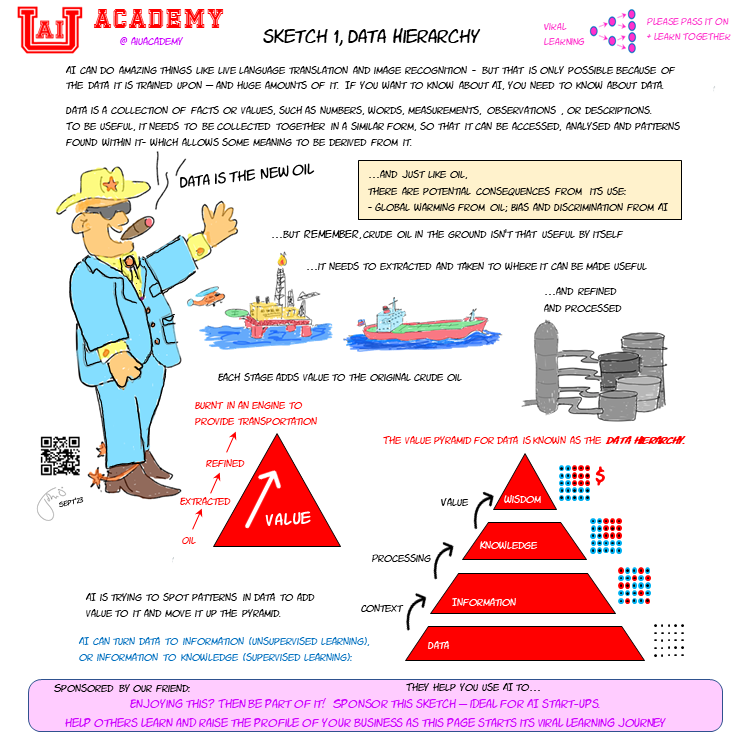 AI
ACADEMY
@ AIUACADEMY
SKETCH 1, DATA HIERARCHY
VIRAL
LEARNING
PLEASE PASS IT ON
+ LEARN TOGETHER
AI CAN DO AMAZING THINGS LIKE LIVE LANGUAGE TRANSLATION AND IMAGE RECOGNITION - BUT THAT IS ONLY POSSIBLE BECAUSE OF
THE DATA IT IS TRAINED UPON – AND HUGE AMOUNTS OF IT. IF YOU WANT TO KNOW ABOUT AI, YOU NEED TO KNOW ABOUT DATA.
DATA IS A COLLECTION OF FACTS OR VALUES, SUCH AS NUMBERS, WORDS, MEASUREMENTS, OBSERVATIONS , OR DESCRIPTIONS.
TO BE USEFUL, IT NEEDS TO BE COLLECTED TOGETHER IN A SIMILAR FORM, SO THAT IT CAN BE ACCESSED, ANALYSED AND PATTERNS
FOUND WITHIN IT- WHICH ALLOWS SOME MEANING TO BE DERIVED FROM IT.
DATA IS THE NEW OIL
...AND JUST LIKE OIL,
THERE ARE POTENTIAL CONSEQUENCES FROM ITS USE:
- GLOBAL WARMING FROM OIL; BIAS AND DISCRIMINATION FROM AI
...BUT REMEMBER, CRUDE OIL IN THE GROUND ISN'T THAT USEFUL BY ITSELF
...IT NEEDS TO EXTRACTED AND TAKEN TO WHERE IT CAN BE MADE USEFUL
...AND REFINED
AND PROCESSED
EACH STAGE ADDS VALUE TO THE ORIGINAL CRUDE OIL
BURNT IN AN ENGINE TO
PROVIDE TRANSPORTATION
REFINED
EXTRACTED
OIL
VALUE
SEPT'23
THE VALUE PYRAMID FOR DATA IS KNOWN AS THE DATA HIERARCHY.
WISDOM
$
VALUE
KNOWLEDGE
PROCESSING
INFORMATION
CONTEXT
DATA
AI IS TRYING TO SPOT PATTERNS IN DATA TO ADD
VALUE TO IT AND MOVE IT UP THE PYRAMID.
AI CAN TURN DATA TO INFORMATION (UNSUPERVISED LEARNING),
OR INFORMATION TO KNOWLEDGE (SUPERVISED LEARNING):
SPONSORED BY OUR FRIEND:
THEY HELP YOU USE AI TO...
ENJOYING THIS? THEN BE PART OF IT! SPONSOR THIS SKETCH – IDEAL FOR AI START-UPS.
HELP OTHERS LEARN AND RAISE THE PROFILE OF YOUR BUSINESS AS THIS PAGE STARTS ITS VIRAL LEARNING JOURNEY